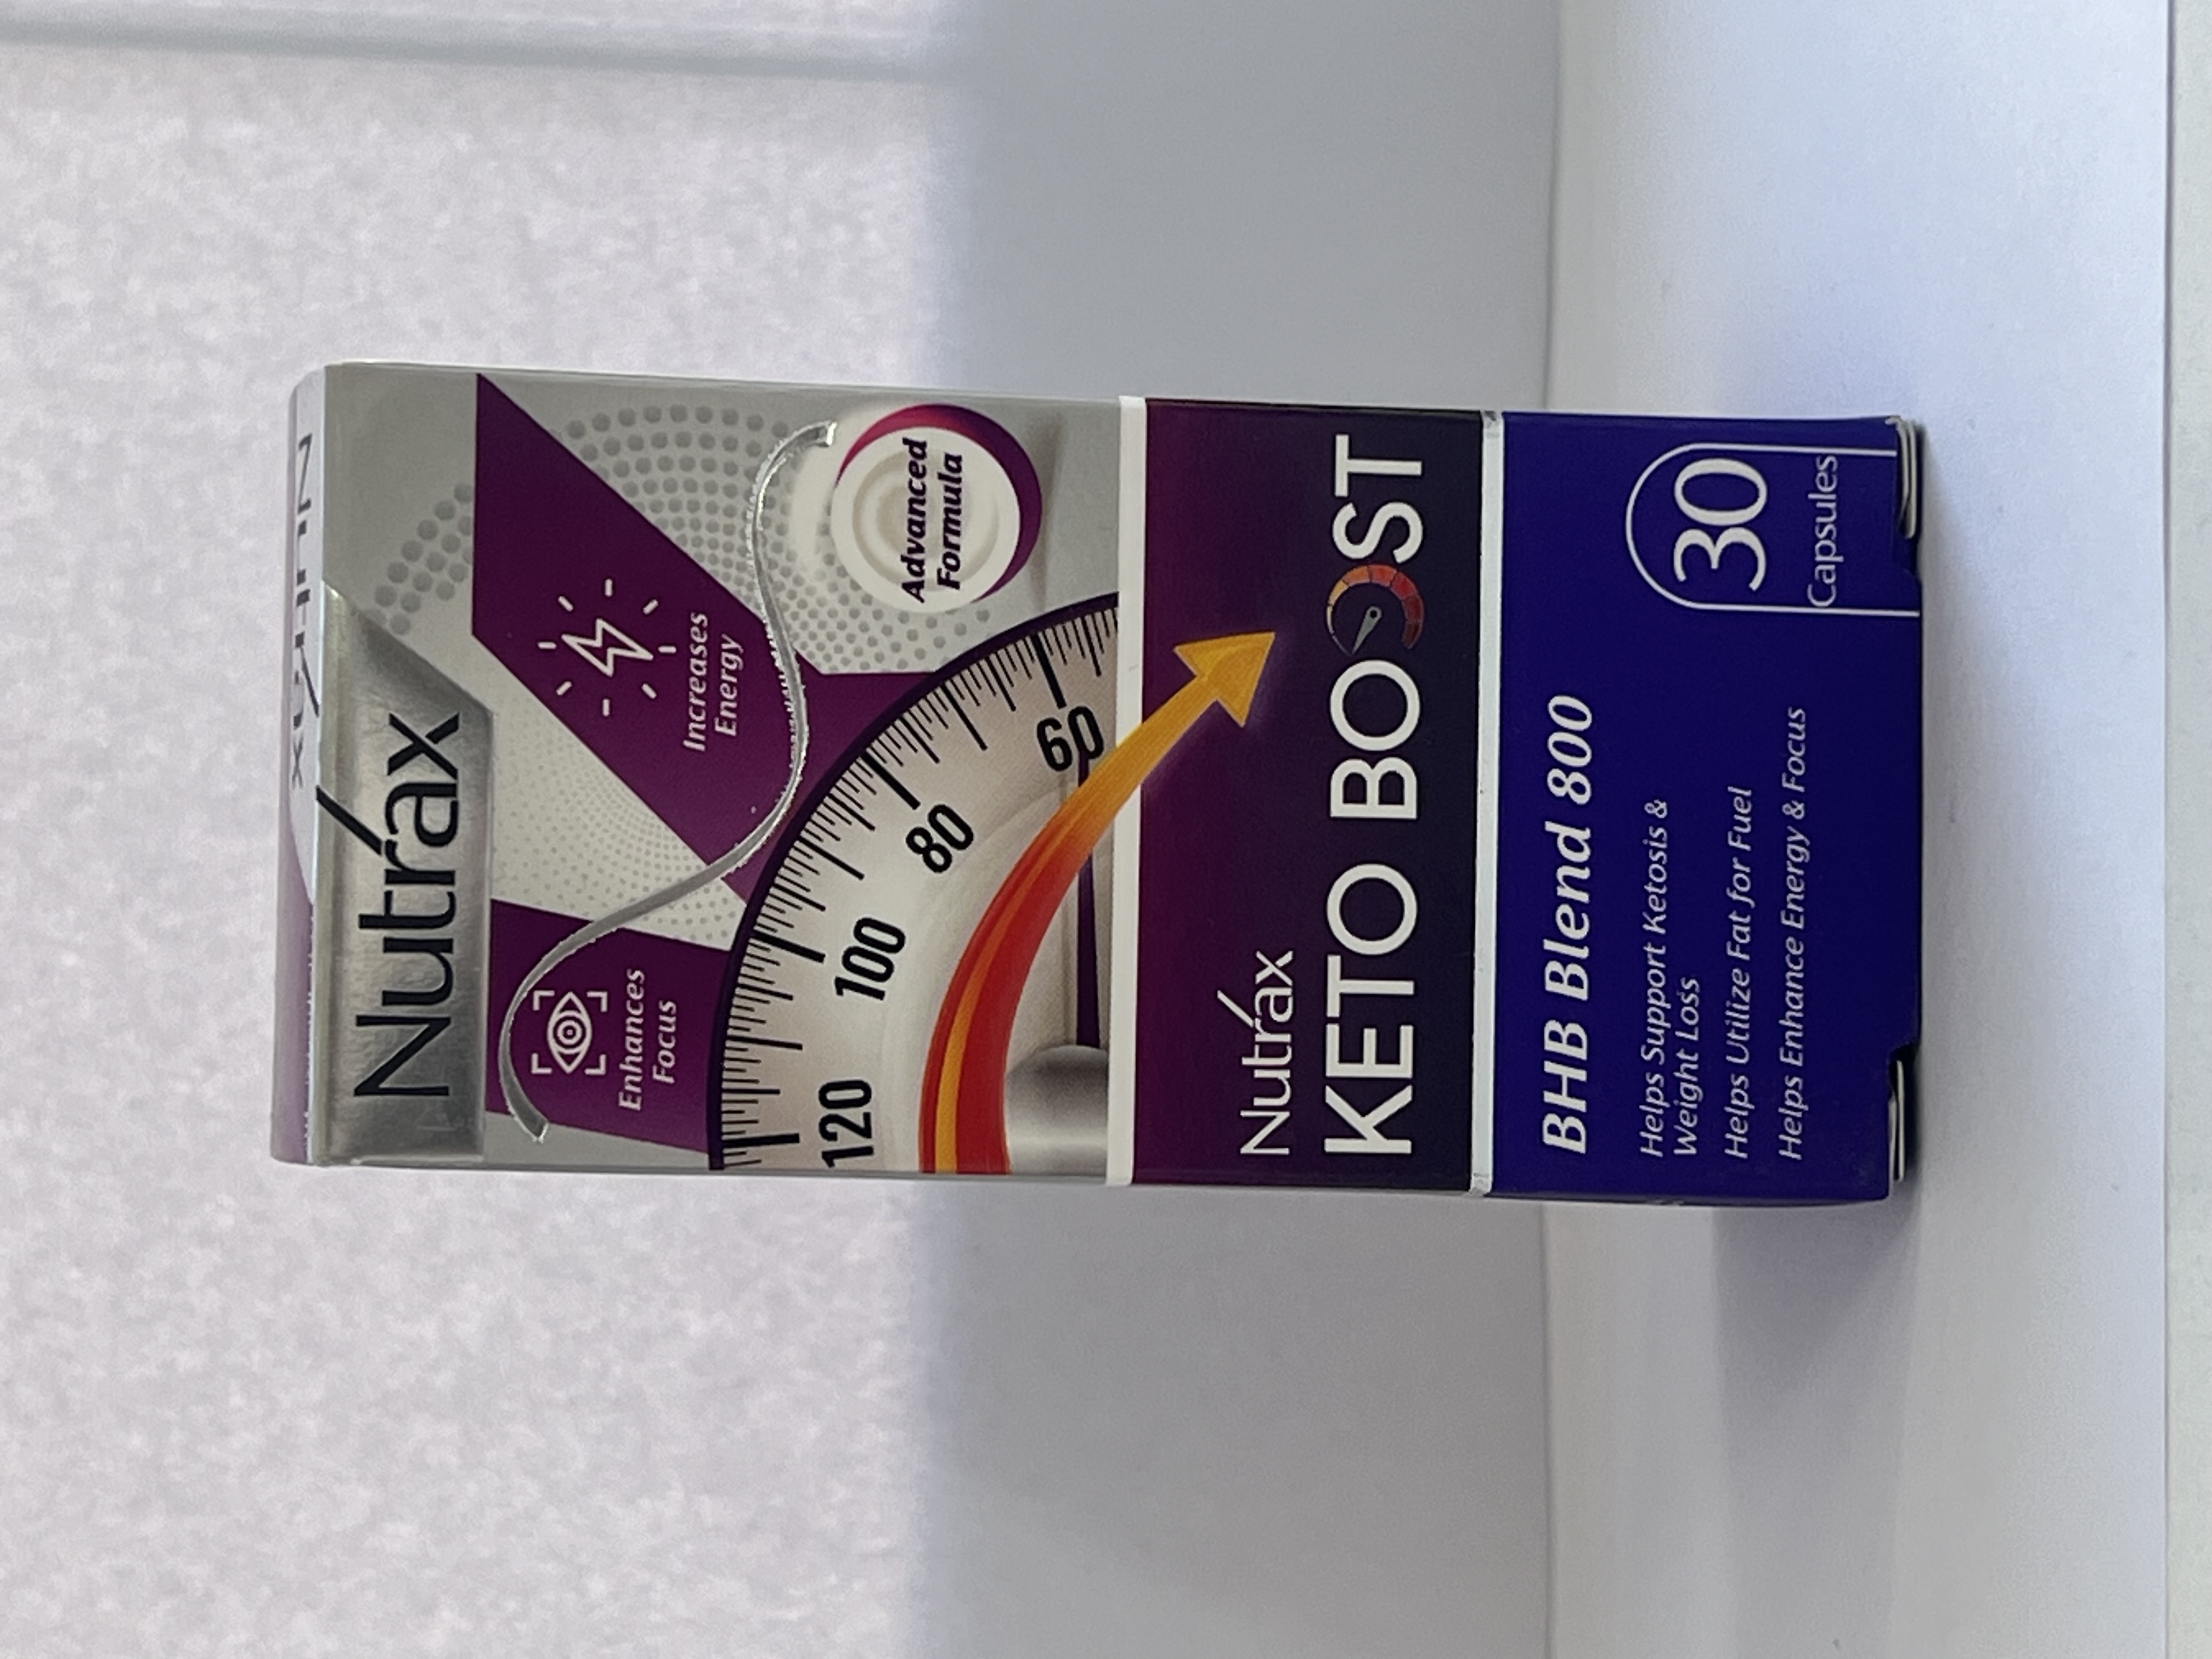 Nutrax
Nutrax
Enhances
Focus
Increases
Energy
Advanced
Formula
120
100
80
60
Nutrax
KETO BOOST
BHB Blend 800
Helps Support Ketosis &
Weight Loss
Helps Utilize Fat for Fuel
Helps Enhance Energy & Focus
30
Capsules